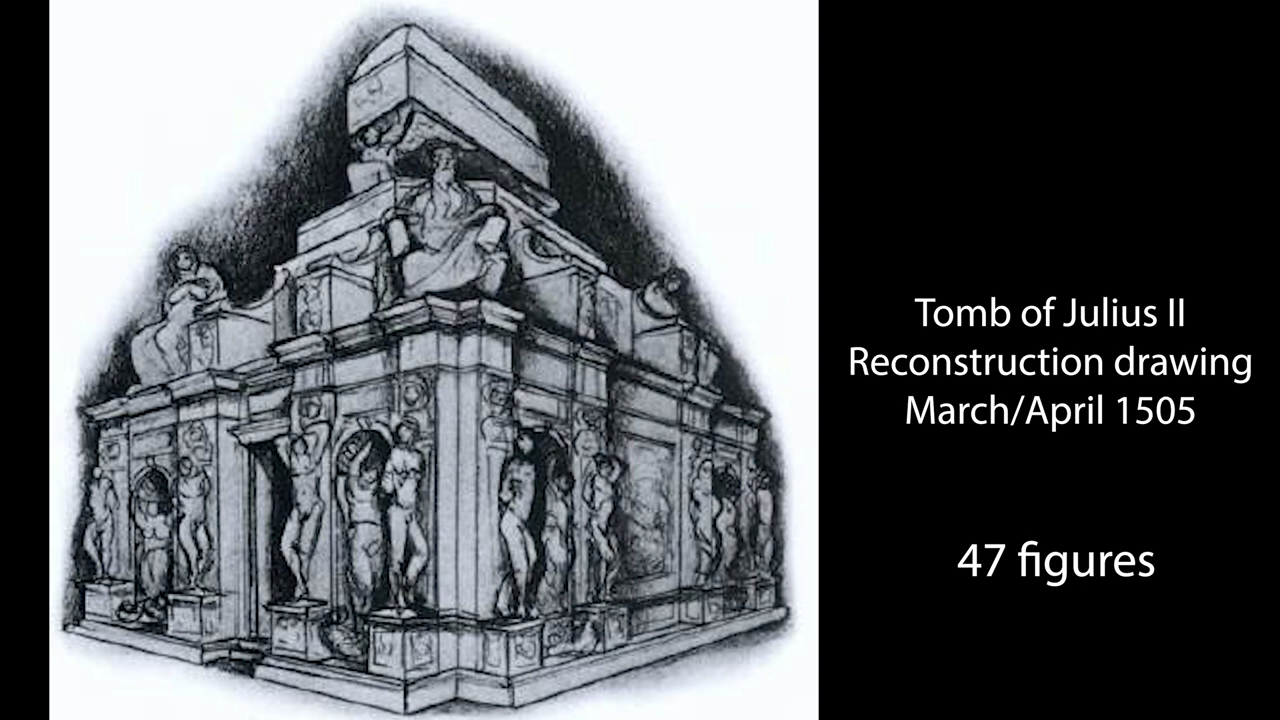 Tomb of Julius II
Reconstruction drawing
March/April 1505
47 figures